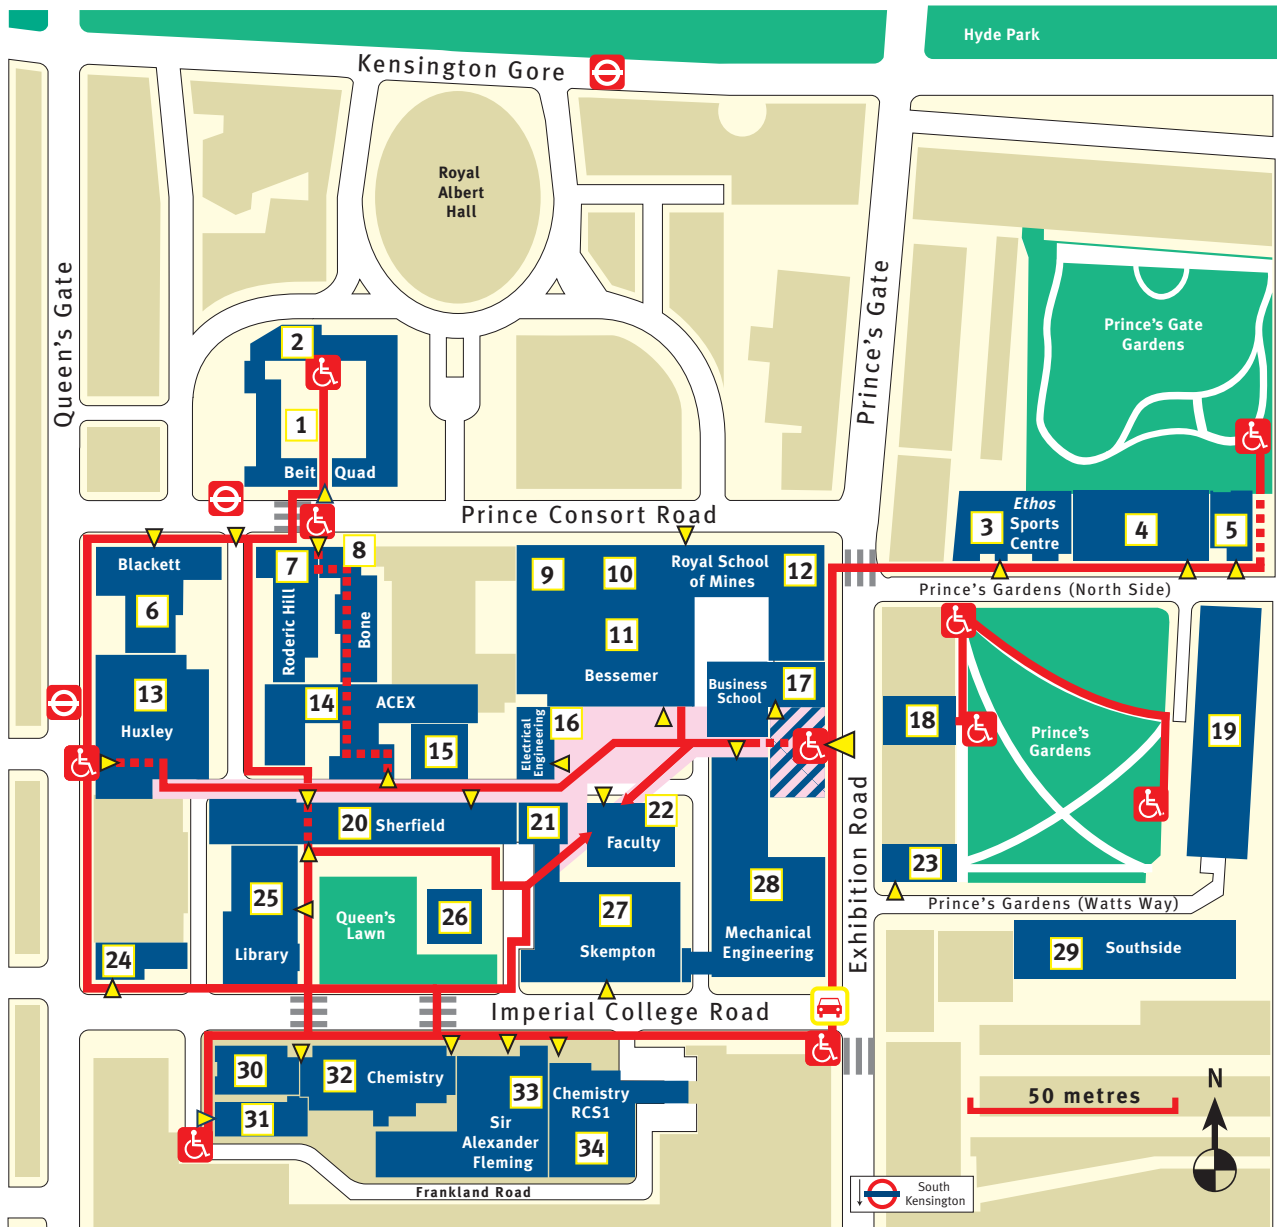 Hyde Park
Kensington Gore
Royal
Albert
Hall
Queen's Gate
Prince's Gate
Prince's Gate
Gardens
2
1
Beit Quad
Prince Consort Road
3
Ethos
Sports
Centre
4
5
Prince's Gardens (North Side)
Blackett
6
7
Roderic Hill
8
Bone
9
10
Royal School
of Mines
12
11
Bessemer
13
Huxley
14
ACEX
15
Electrical
Engineering
16
Business
School
17
18
Prince's
Gardens
19
20
Sherfield
21
22
Faculty
23
Prince's Gardens (Watts Way)
25
Library
Queen's
Lawn
26
27
Skempton
28
Mechanical
Engineering
Exhibition Road
29
Southside
24
Imperial College Road
30
31
32
Chemistry
33
Sir
Alexander
Fleming
Chemistry
RCS1
34
Frankland Road
50 metres
N
South
Kensington